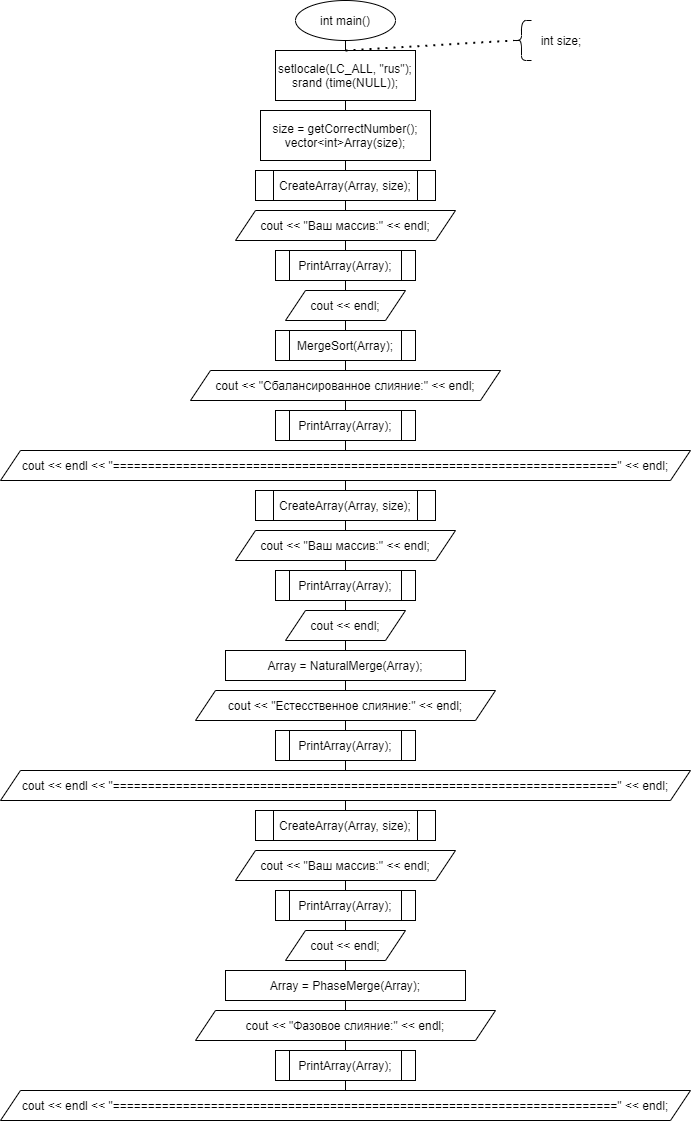 int main()
int size;
setlocale(LC_ALL, "rus");
srand (time(NULL));
size = getCorrectNumber();
vector<int>Array(size);
CreateArray(Array, size);
cout << "Ваш массив:" << endl;
PrintArray(Array);
cout << endl;
MergeSort(Array);
cout << "Сбалансированное слияние:" << endl;
PrintArray(Array);
cout << endl << "========================================================================" << endl;
CreateArray(Array, size);
cout << "Ваш массив:" << endl;
PrintArray(Array);
cout << endl;
Array = NaturalMerge(Array);
cout << "Естесственное слияние:" << endl;
PrintArray(Array);
cout << endl << "========================================================================" << endl;
CreateArray(Array, size);
cout << "Ваш массив:" << endl;
PrintArray(Array);
cout << endl;
Array = PhaseMerge(Array);
cout << "Фазовое слияние:" << endl;
PrintArray(Array);
cout << endl << "========================================================================" << endl;